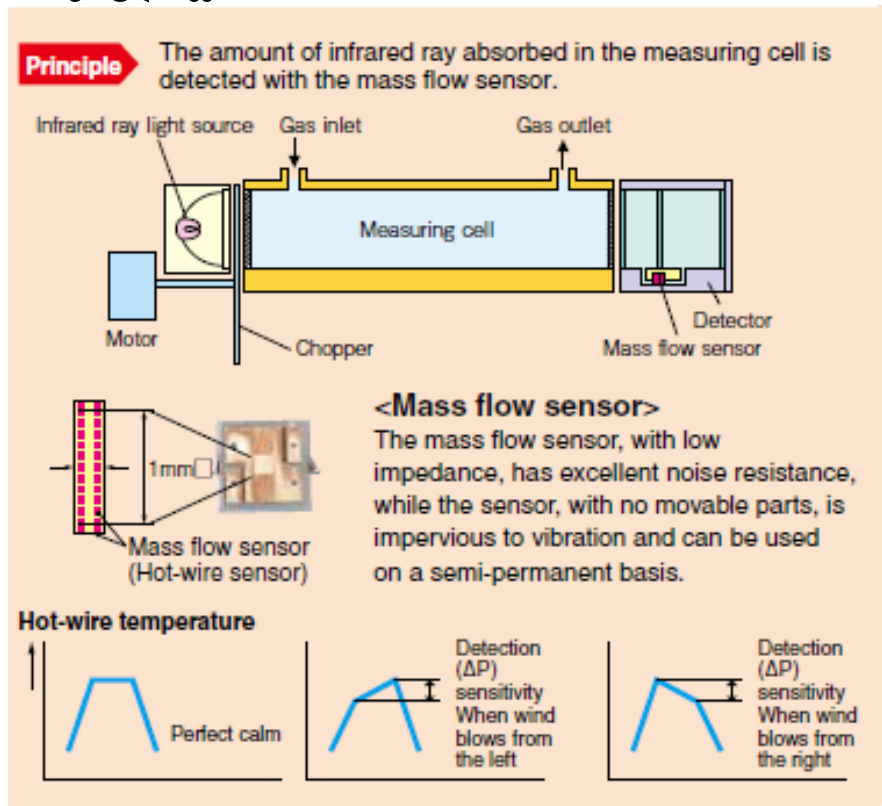 Principle
The amount of infrared ray absorbed in the measuring cell is
detected with the mass flow sensor.
Infrared ray light source
Gas inlet
Gas outlet
Measuring cell
Motor
Chopper
Detector
Mass flow sensor
1mm□
Mass flow sensor
(Hot-wire sensor)
<Mass flow sensor>
The mass flow sensor, with low
impedance, has excellent noise resistance,
while the sensor, with no movable parts, is
impervious to vibration and can be used
on a semi-permanent basis.
Hot-wire temperature
Perfect calm
Detection
(ΔP)
sensitivity
When wind
blows from
the left
Detection
(ΔP)
sensitivity
When wind
blows from
the right